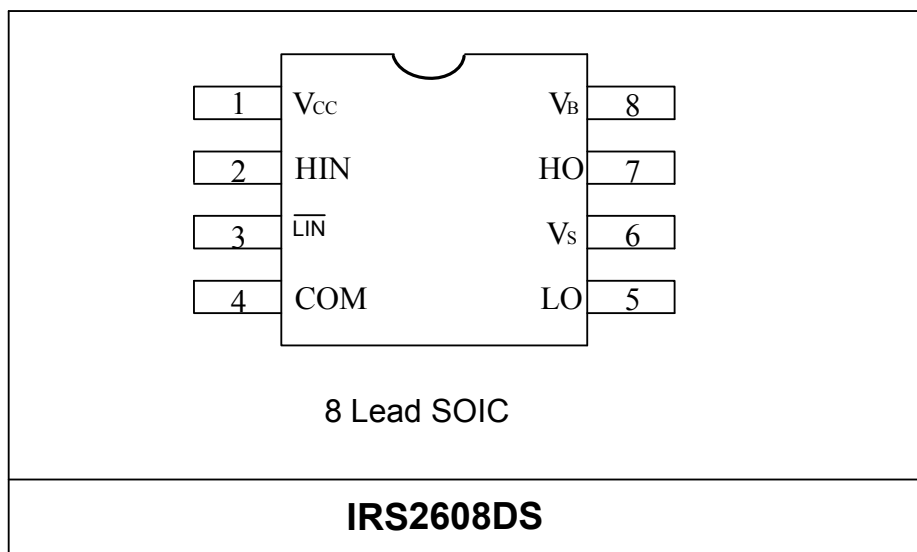 1 VCC VB 8
2 HIN HO 7
3 L̅I̅N̅ VS 6
4 COM LO 5
8 Lead SOIC
IRS2608DS